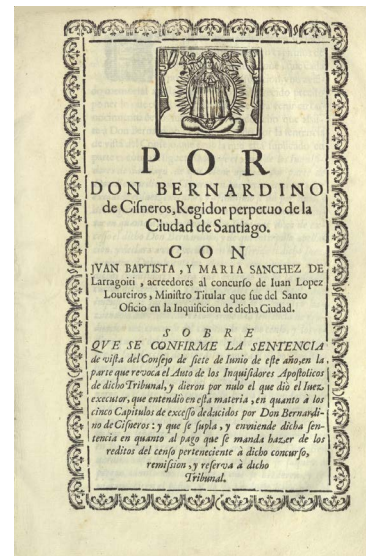 POR
DON BERNARDINO
de Cisneros, Regidor perpetuo de la
Ciudad de Santiago.
CON
JVAN BAPTISTA, Y MARIA SANCHEZ DE
Larragoiti, acreedores al concurso de Iuan Lopez
Loureiros, Ministro Titular que fue del Santo
Oficio en la Inquisicion de dicha Ciudad.
SOBRE
QVE SE CONFIRME LA SENTENCIA
de vista del Consejo de siete de Iunio de este año, en la
parte que revoca el Auto de los Inquisidores Apostolicos
de dicho Tribunal, y dieron por nulo el que diò el Iuez
executor, que entendio en esta materia, en quanto à los
cinco Capitulos de excesso deducidos por Don Bernardi-
no de Cisneros: y que se supla, y enmiende dicha sen-
tencia en quanto al pago que se manda hazer de los
reditos del censo perteneciente à dicho concurso,
remission, y reserva à dicho
Tribunal.